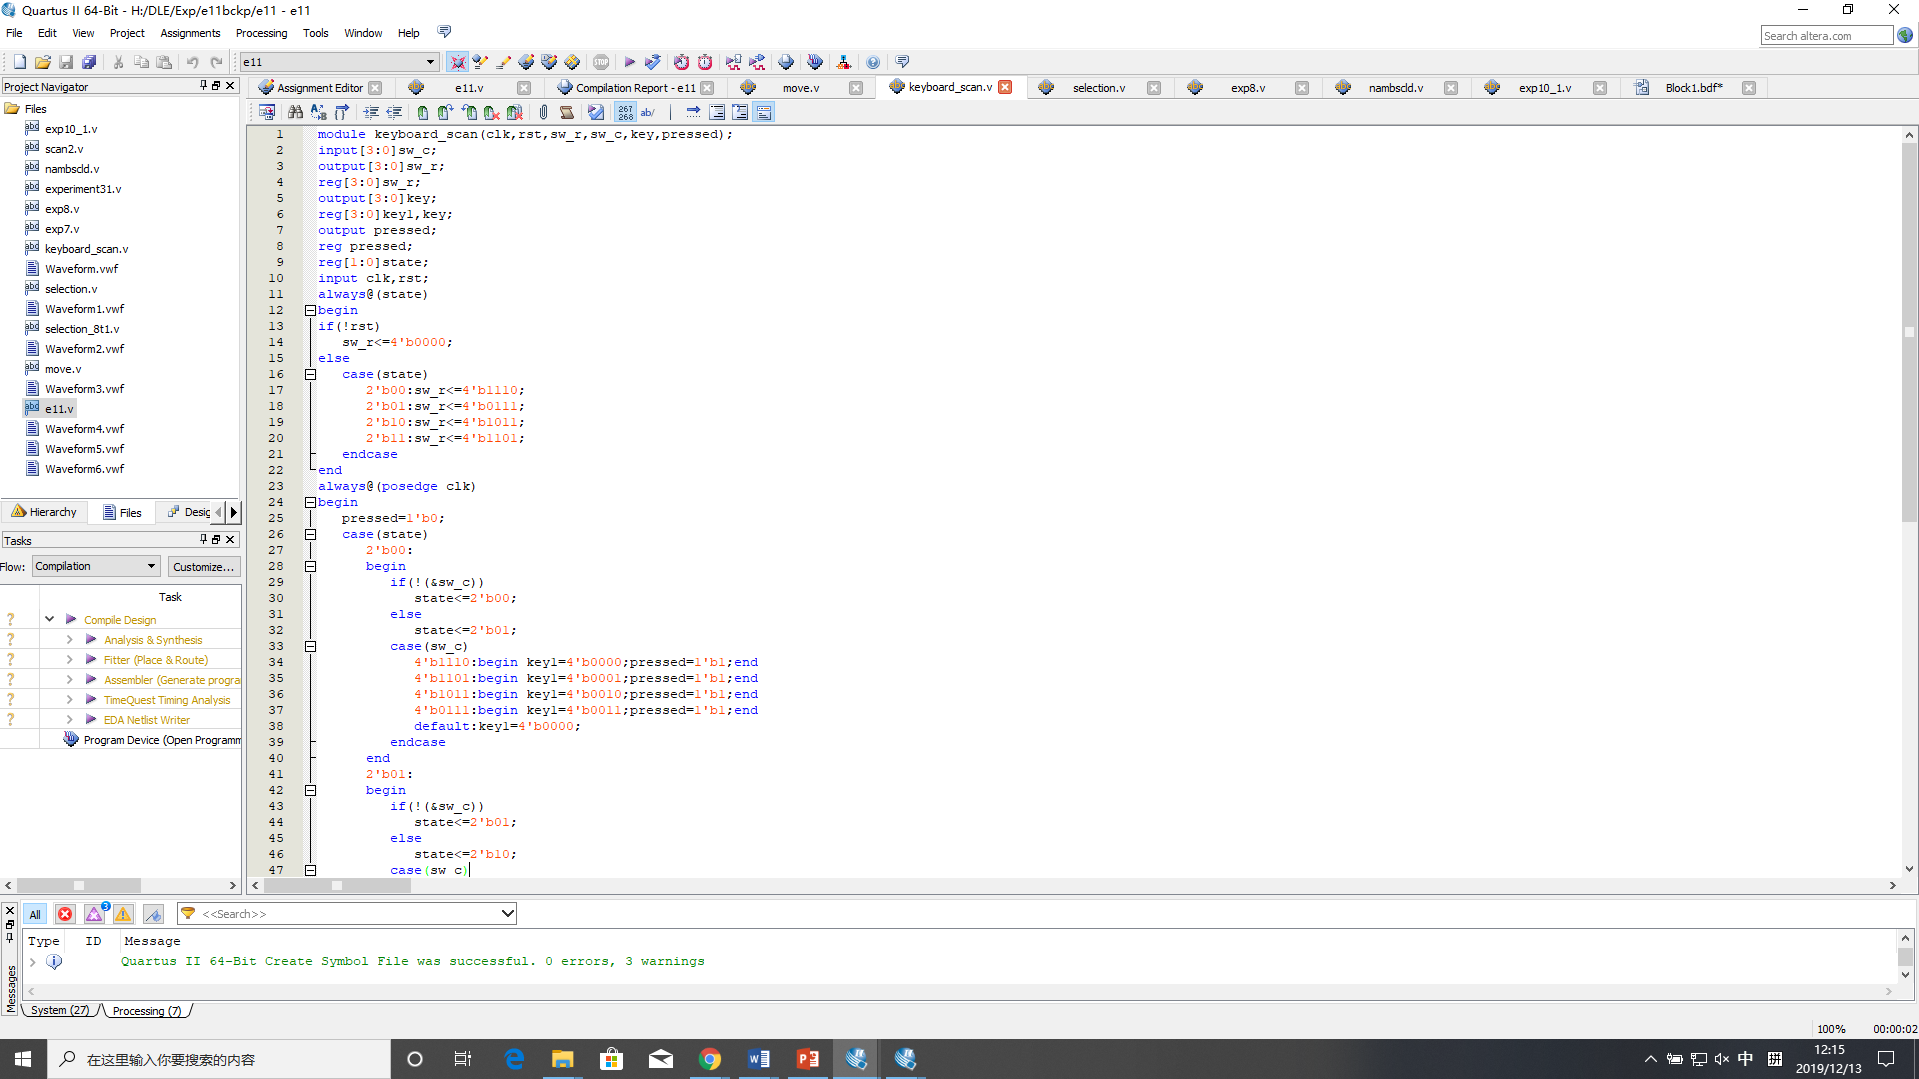 Quartus II 64-Bit - H:/DLE/Exp/e11bckp/e11 - e11
File Edit View Project Assignments Processing Tools Window Help
Search altera.com
e11
Project Navigator
Files
exp10_1.v
scan2.v
nambscld.v
experiment31.v
exp8.v
exp7.v
keyboard_scan.v
Waveform.vwf
selection.v
Waveform1.vwf
selection_8t1.v
Waveform2.vwf
move.v
Waveform3.vwf
e11.v
Waveform4.vwf
Waveform5.vwf
Waveform6.vwf
Hierarchy Files Desig
Tasks
Flow: Compilation Customize...
Task
Compile Design
Analysis & Synthesis
Fitter (Place & Route)
Assembler (Generate progra
TimeQuest Timing Analysis
EDA Netlist Writer
Program Device (Open Programm
Assignment Editor e11.v Compilation Report - e11 move.v keyboard_scan.v selection.v exp8.v nambscld.v exp10_1.v Block1.bdf*
267 268 ab/
1 module keyboard_scan(clk,rst,sw_r,sw_c,key,pressed);
2 input[3:0]sw_c;
3 output[3:0]sw_r;
4 reg[3:0]sw_r;
5 output[3:0]key;
6 reg[3:0]key1,key;
7 output pressed;
8 reg pressed;
9 reg[1:0]state;
10 input clk,rst;
11 always@(state)
12 begin
13 if(!rst)
14 sw_r<=4'b0000;
15 else
16 case(state)
17 2'b00:sw_r<=4'b1110;
18 2'b01:sw_r<=4'b0111;
19 2'b10:sw_r<=4'b1011;
20 2'b11:sw_r<=4'b1101;
21 endcase
22 end
23 always@(posedge clk)
24 begin
25 pressed=1'b0;
26 case(state)
27 2'b00:
28 begin
29 if(!(&sw_c))
30 state<=2'b00;
31 else
32 state<=2'b01;
33 case(sw_c)
34 4'b1110:begin key1=4'b0000;pressed=1'b1;end
35 4'b1101:begin key1=4'b0001;pressed=1'b1;end
36 4'b1011:begin key1=4'b0010;pressed=1'b1;end
37 4'b0111:begin key1=4'b0011;pressed=1'b1;end
38 default:key1=4'b0000;
39 endcase
40 end
41 2'b01:
42 begin
43 if(!(&sw_c))
44 state<=2'b01;
45 else
46 state<=2'b10;
47 case(sw_c)
All 3 <<Search>>
Type ID Message
Quartus II 64-Bit Create Symbol File was successful. 0 errors, 3 warnings
Messages
System (27) Processing (7)
100% 00:00:02
在这里输入你要搜索的内容
中
12:15
2019/12/13